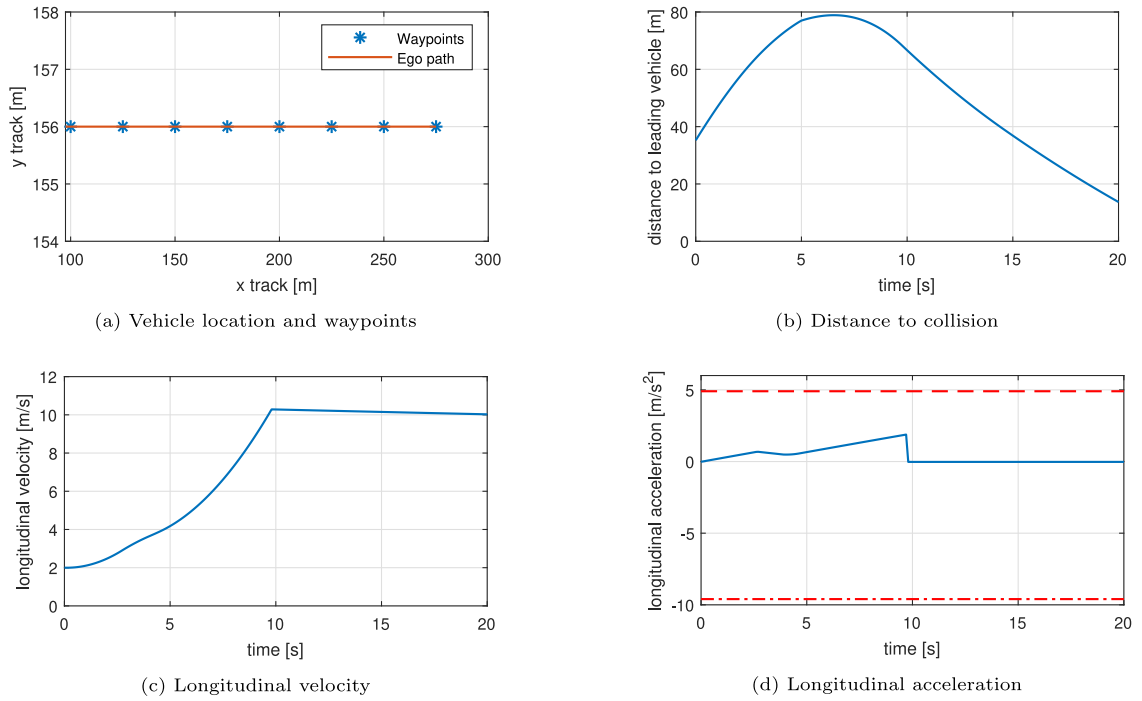 158
157
156
155
154
y track [m]
100
150
200
250
300
x track [m]
Waypoints
Ego path
(a) Vehicle location and waypoints
80
60
40
20
0
distance to leading vehicle [m]
0
5
10
15
20
time [s]
(b) Distance to collision
12
10
8
6
4
2
0
longitudinal velocity [m/s]
0
5
10
15
20
time [s]
(c) Longitudinal velocity
5
0
-5
-10
longitudinal acceleration [m/s²]
0
5
10
15
20
time [s]
(d) Longitudinal acceleration